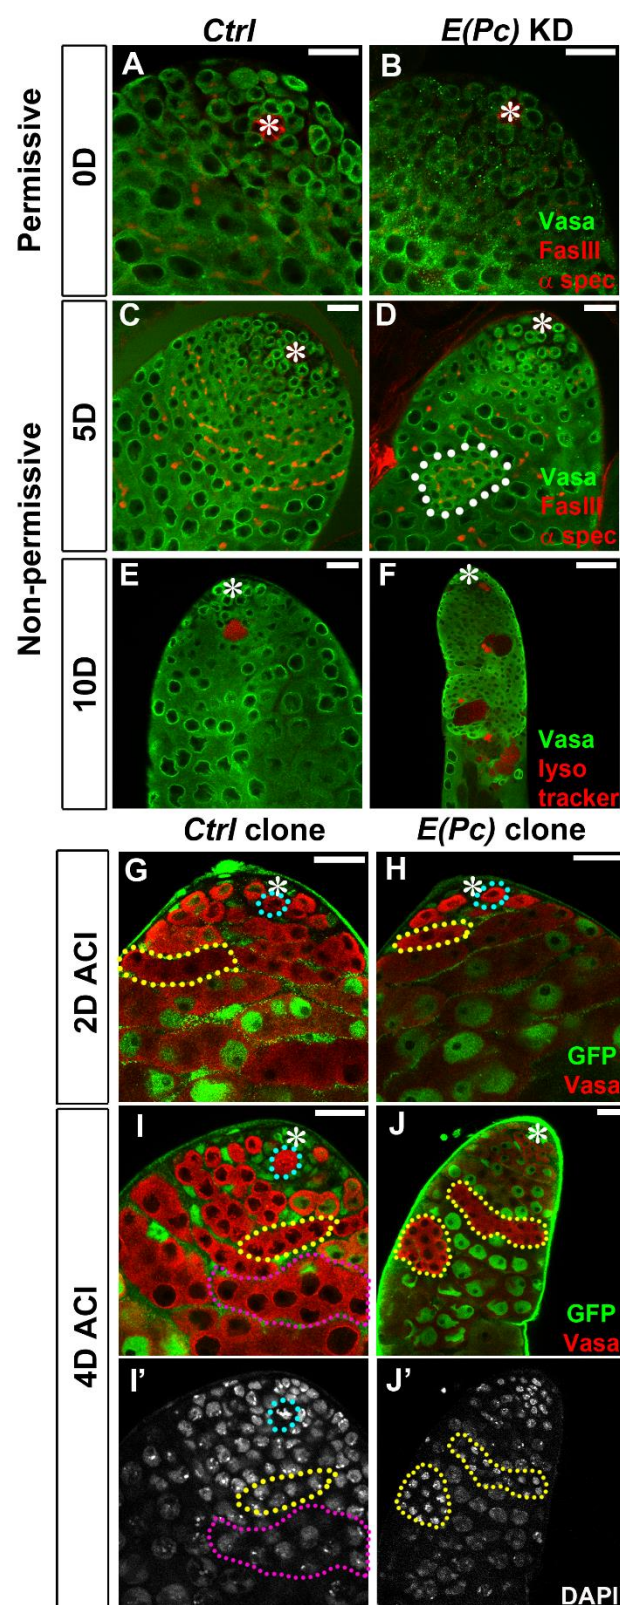 Ctrl
E(Pc) KD
Permissive
Non-permissive
0D
A
*
B
*
Vasa
FasIII
α spec
5D
C
*
D
*
Vasa
FasIII
α spec
10D
E
*
F
*
Vasa
lyso
tracker
Ctrl clone
E(Pc) clone
2D ACI
G
*
H
*
GFP
Vasa
4D ACI
I
*
J
*
GFP
Vasa
I'
J'
DAPI